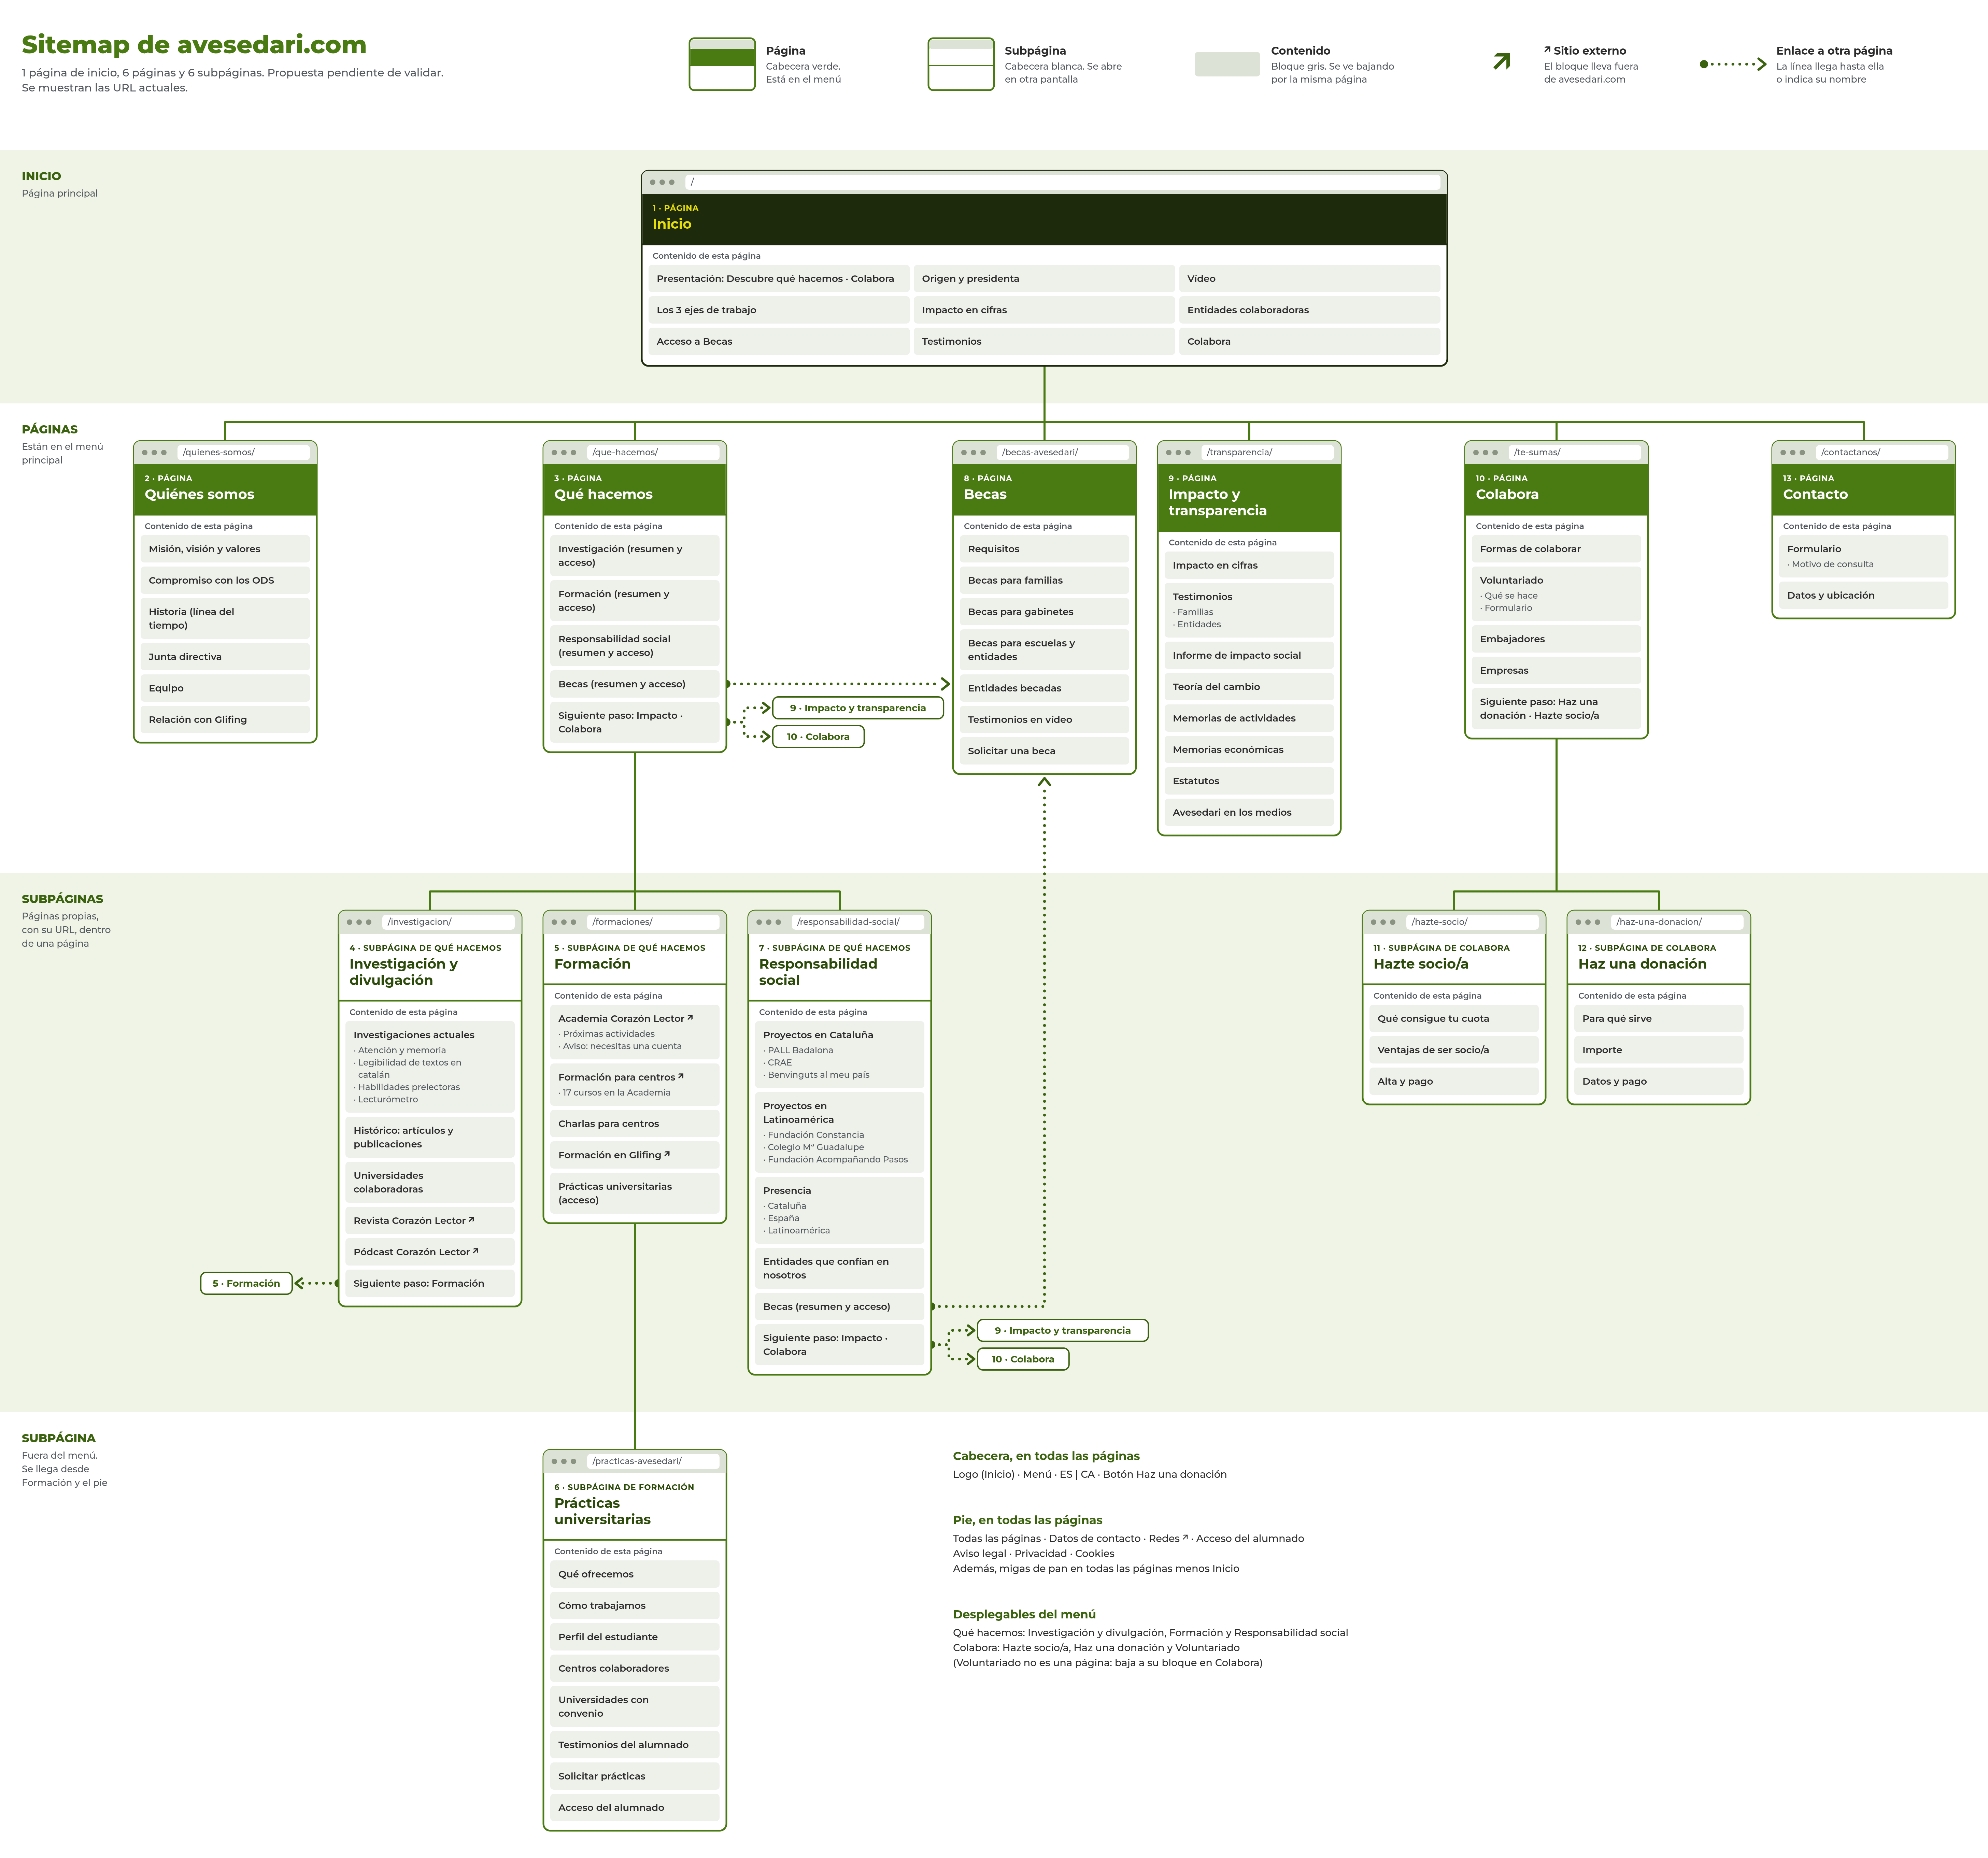 Sitemap de avesedari.com
1 página de inicio, 6 páginas y 6 subpáginas. Propuesta pendiente de validar.
Se muestran las URL actuales.
Página
Cabecera verde.
Está en el menú
Subpágina
Cabecera blanca. Se abre
en otra pantalla
Contenido
Bloque gris. Se ve bajando
por la misma página
↗ Sitio externo
El bloque lleva fuera
de avesedari.com
Enlace a otra página
La línea llega hasta ella
o indica su nombre
INICIO
Página principal
/
1 · PÁGINA
Inicio
Contenido de esta página
Presentación: Descubre qué hacemos · Colabora
Origen y presidenta
Vídeo
Los 3 ejes de trabajo
Impacto en cifras
Entidades colaboradoras
Acceso a Becas
Testimonios
Colabora
PÁGINAS
Están en el menú
principal
/quienes-somos/
2 · PÁGINA
Quiénes somos
Contenido de esta página
Misión, visión y valores
Compromiso con los ODS
Historia (línea del
tiempo)
Junta directiva
Equipo
Relación con Glifing
/que-hacemos/
3 · PÁGINA
Qué hacemos
Contenido de esta página
Investigación (resumen y
acceso)
Formación (resumen y
acceso)
Responsabilidad social
(resumen y acceso)
Becas (resumen y acceso)
Siguiente paso: Impacto ·
Colabora
9 · Impacto y transparencia
10 · Colabora
/becas-avesedari/
8 · PÁGINA
Becas
Contenido de esta página
Requisitos
Becas para familias
Becas para gabinetes
Becas para escuelas y
entidades
Entidades becadas
Testimonios en vídeo
Solicitar una beca
/transparencia/
9 · PÁGINA
Impacto y
transparencia
Contenido de esta página
Impacto en cifras
Testimonios
· Familias
· Entidades
Informe de impacto social
Teoría del cambio
Memorias de actividades
Memorias económicas
Estatutos
Avesedari en los medios
/te-sumas/
10 · PÁGINA
Colabora
Contenido de esta página
Formas de colaborar
Voluntariado
· Qué se hace
· Formulario
Embajadores
Empresas
Siguiente paso: Haz una
donación · Hazte socio/a
/contactanos/
13 · PÁGINA
Contacto
Contenido de esta página
Formulario
· Motivo de consulta
Datos y ubicación
SUBPÁGINAS
Páginas propias,
con su URL, dentro
de una página
/investigacion/
4 · SUBPÁGINA DE QUÉ HACEMOS
Investigación y
divulgación
Contenido de esta página
Investigaciones actuales
· Atención y memoria
· Legibilidad de textos en
catalán
· Habilidades prelectoras
· Lecturómetro
Histórico: artículos y
publicaciones
Universidades
colaboradoras
Revista Corazón Lector ↗
Pódcast Corazón Lector ↗
Siguiente paso: Formación
5 · Formación
/formaciones/
5 · SUBPÁGINA DE QUÉ HACEMOS
Formación
Contenido de esta página
Academia Corazón Lector ↗
· Próximas actividades
· Aviso: necesitas una cuenta
Formación para centros ↗
· 17 cursos en la Academia
Charlas para centros
Formación en Glifing ↗
Prácticas universitarias
(acceso)
/responsabilidad-social/
7 · SUBPÁGINA DE QUÉ HACEMOS
Responsabilidad
social
Contenido de esta página
Proyectos en Cataluña
· PALL Badalona
· CRAE
· Benvinguts al meu país
Proyectos en
Latinoamérica
· Fundación Constancia
· Colegio Mª Guadalupe
· Fundación Acompañando Pasos
Presencia
· Cataluña
· España
· Latinoamérica
Entidades que confían en
nosotros
Becas (resumen y acceso)
Siguiente paso: Impacto ·
Colabora
9 · Impacto y transparencia
10 · Colabora
/hazte-socio/
11 · SUBPÁGINA DE COLABORA
Hazte socio/a
Contenido de esta página
Qué consigue tu cuota
Ventajas de ser socio/a
Alta y pago
/haz-una-donacion/
12 · SUBPÁGINA DE COLABORA
Haz una donación
Contenido de esta página
Para qué sirve
Importe
Datos y pago
SUBPÁGINA
Fuera del menú.
Se llega desde
Formación y el pie
/practicas-avesedari/
6 · SUBPÁGINA DE FORMACIÓN
Prácticas
universitarias
Contenido de esta página
Qué ofrecemos
Cómo trabajamos
Perfil del estudiante
Centros colaboradores
Universidades con
convenio
Testimonios del alumnado
Solicitar prácticas
Acceso del alumnado
Cabecera, en todas las páginas
Logo (Inicio) · Menú · ES | CA · Botón Haz una donación
Pie, en todas las páginas
Todas las páginas · Datos de contacto · Redes ↗ · Acceso del alumnado
Aviso legal · Privacidad · Cookies
Además, migas de pan en todas las páginas menos Inicio
Desplegables del menú
Qué hacemos: Investigación y divulgación, Formación y Responsabilidad social
Colabora: Hazte socio/a, Haz una donación y Voluntariado
(Voluntariado no es una página: baja a su bloque en Colabora)